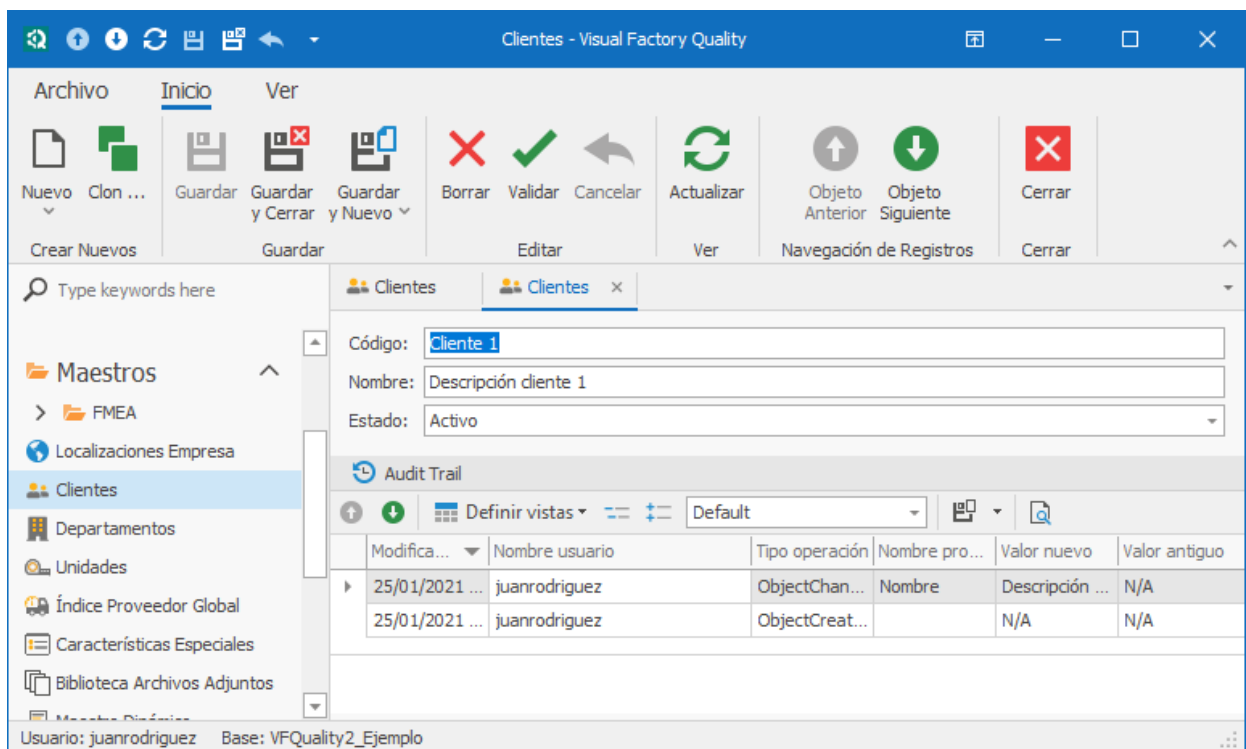 Clientes - Visual Factory Quality
Archivo Inicio Ver
Nuevo Clon ... Guardar Guardar y Cerrar Guardar y Nuevo Borrar Validar Cancelar Actualizar Objeto Anterior Objeto Siguiente Cerrar
Crear Nuevos Guardar Editar Ver Navegación de Registros Cerrar
Type keywords here
Clientes Clientes
Código: Cliente 1
Maestros
Nombre: Descripción cliente 1
FMEA
Estado: Activo
Localizaciones Empresa
Clientes
Departamentos
Unidades
Índice Proveedor Global
Características Especiales
Biblioteca Archivos Adjuntos
Maestro Dinámico
Audit Trail
Definir vistas Default
Modifica... Nombre usuario Tipo operación Nombre pro... Valor nuevo Valor antiguo
25/01/2021 ... juanrodriguez ObjectChan... Nombre Descripción ... N/A
25/01/2021 ... juanrodriguez ObjectCreat... N/A N/A
Usuario: juanrodriguez Base: VFQuality2_Ejemplo